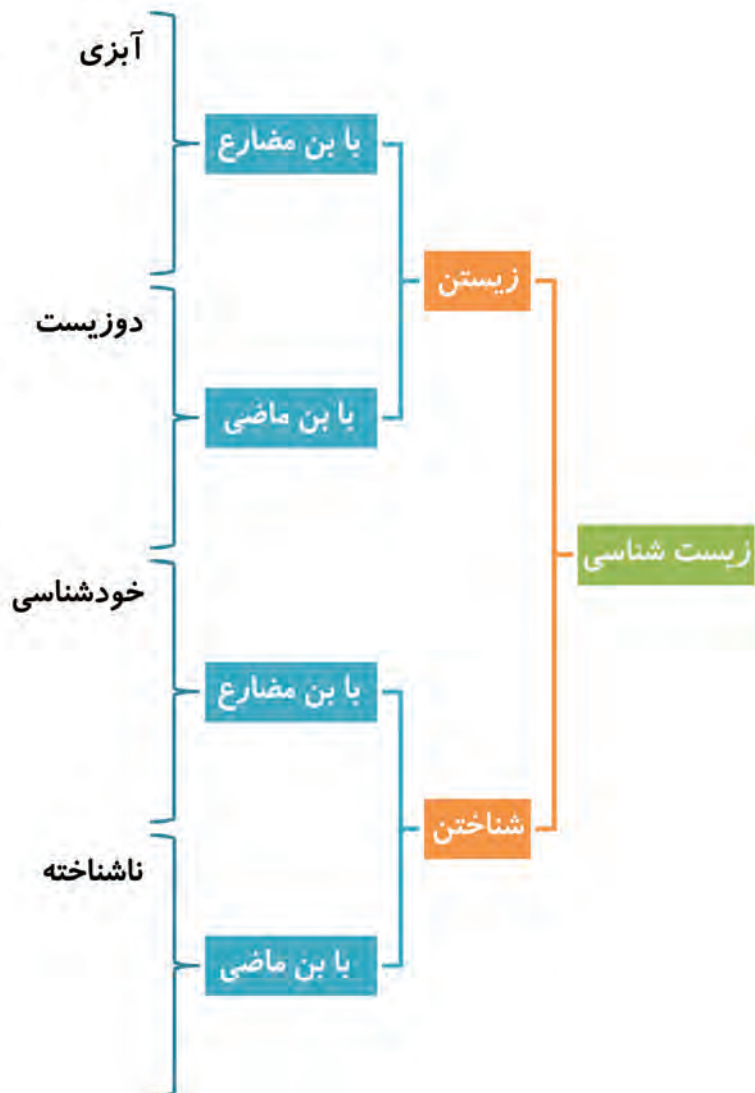 زیست شناسی
زیستن
با بن مضارع
آبزی
با بن ماضی
دوزیست
شناختن
با بن مضارع
خودشناسی
با بن ماضی
ناشناخته